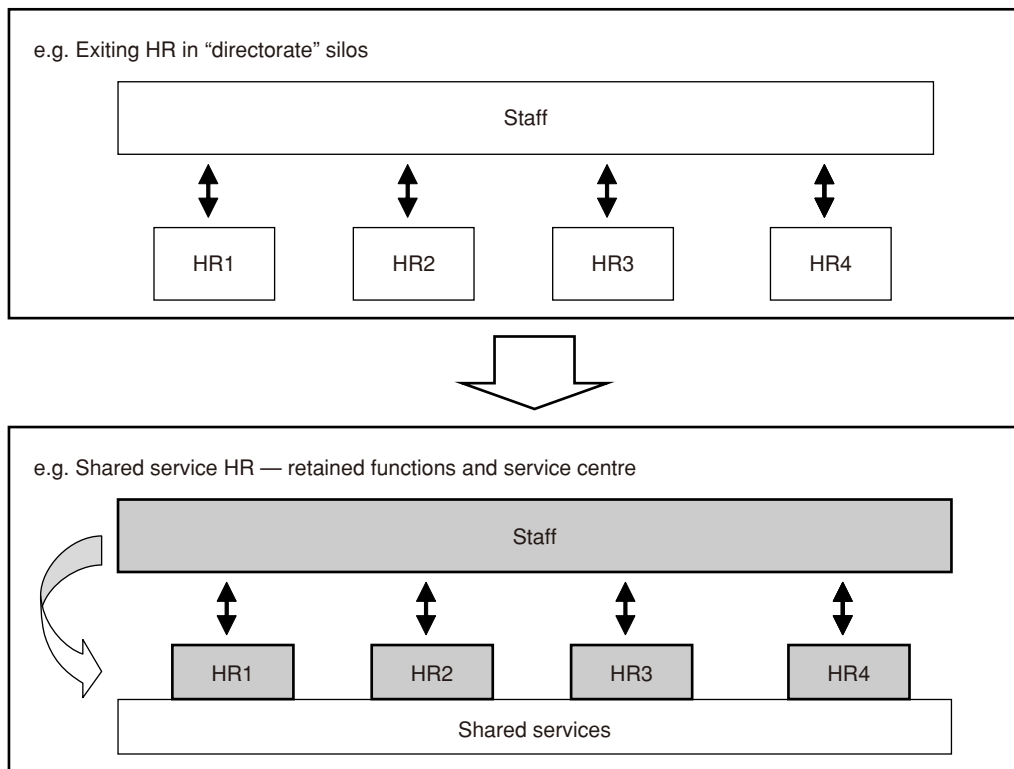 e.g. Exiting HR in “directorate” silos
Staff
HR1 HR2 HR3 HR4
e.g. Shared service HR — retained functions and service centre
Staff
HR1 HR2 HR3 HR4
Shared services